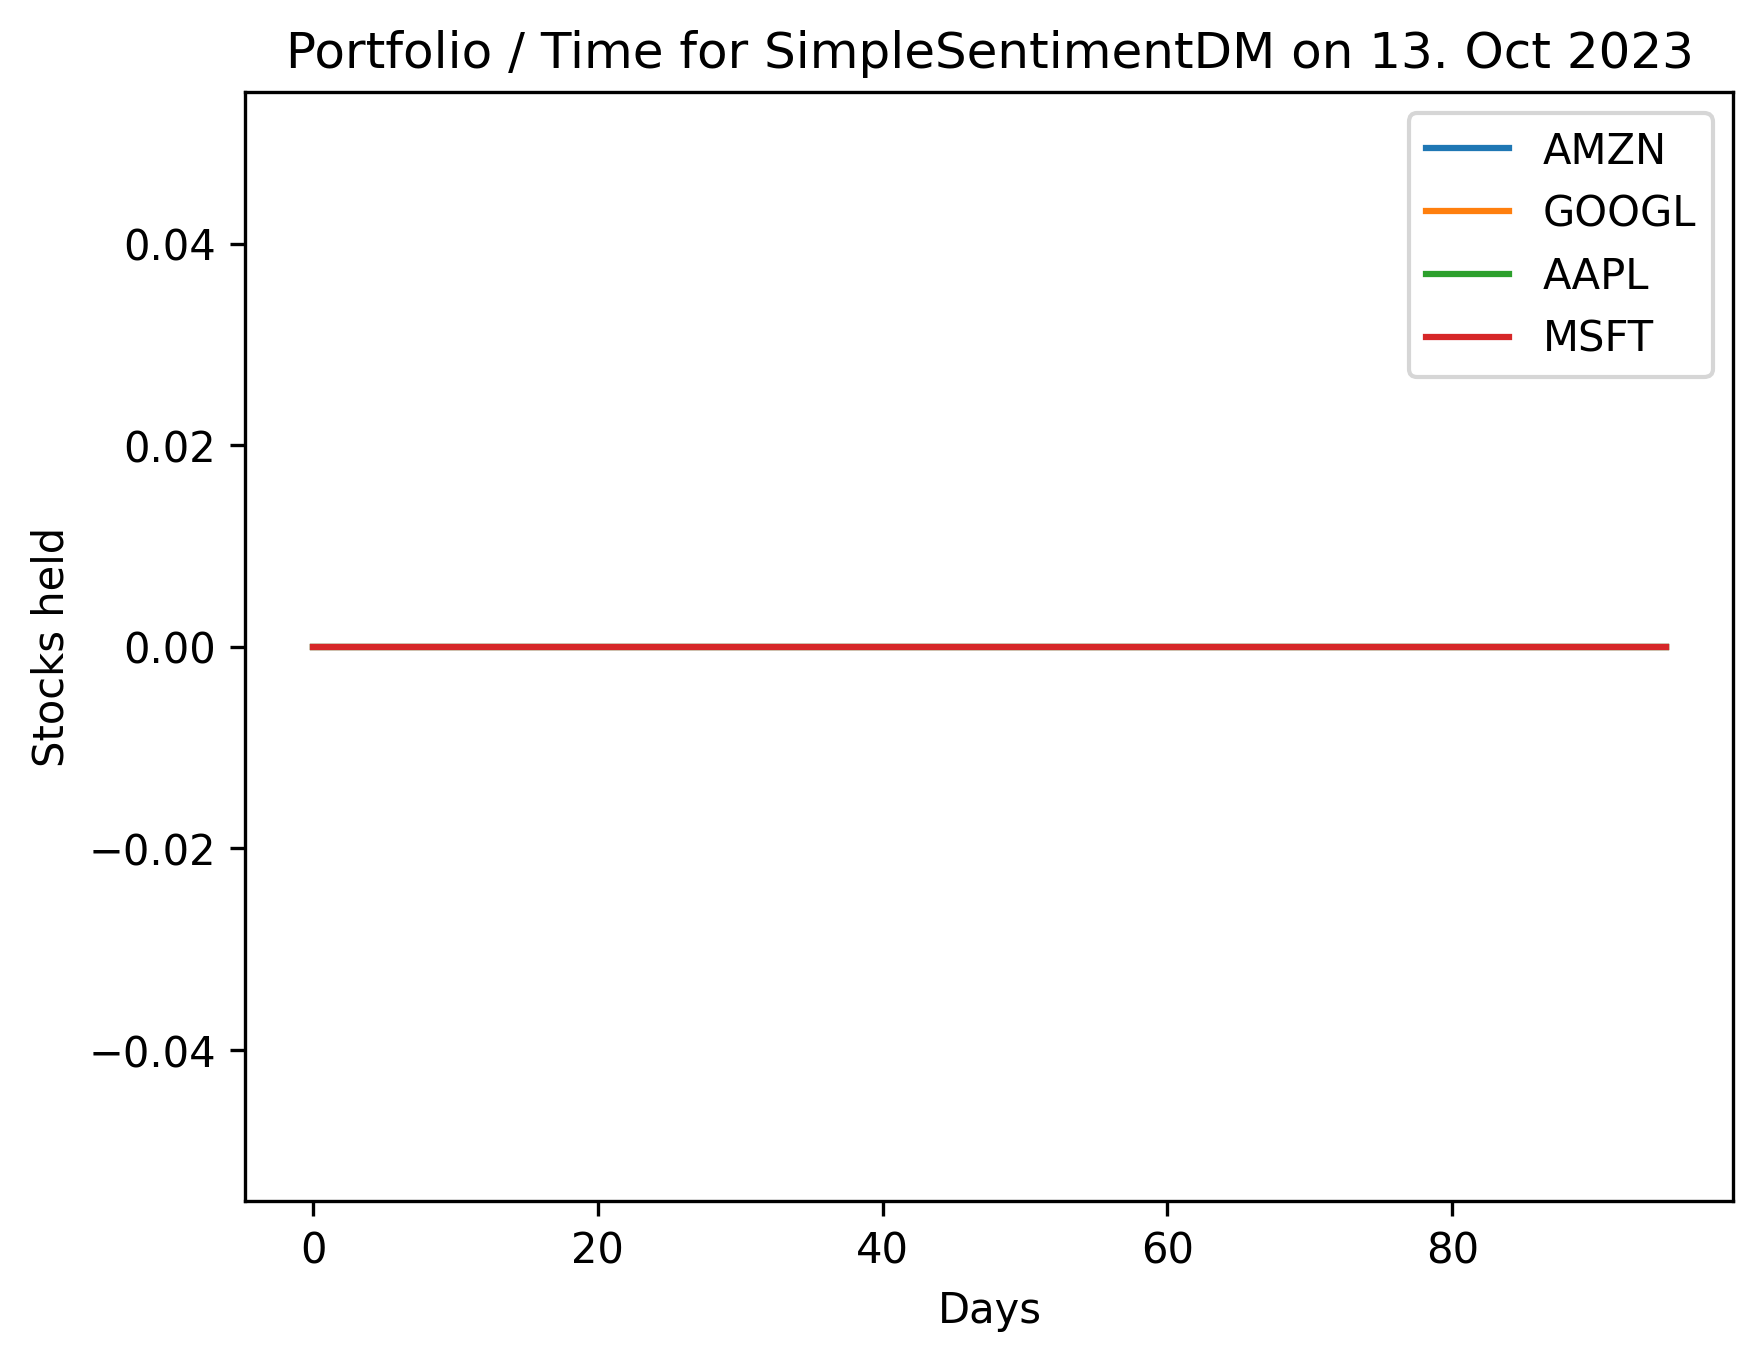 Portfolio / Time for SimpleSentimentDM on 13. Oct 2023
AMZN
GOOGL
AAPL
MSFT
0.04
0.02
0.00
−0.02
−0.04
Stocks held
0 20 40 60 80
Days